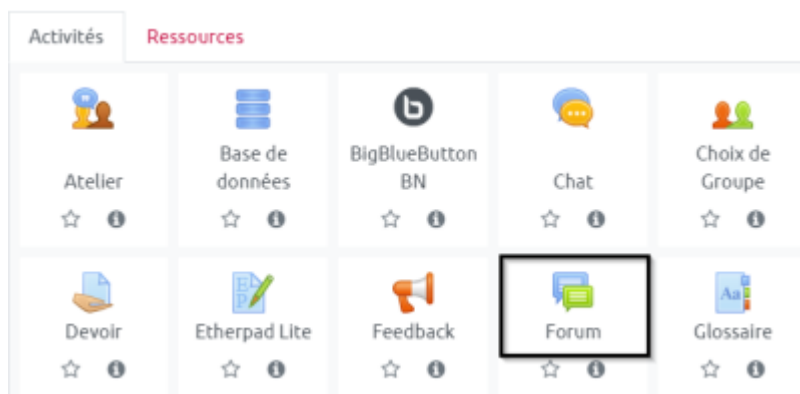 Activités Ressources
Atelier
Base de
données
BigBlueButton
BN
Chat
Choix de
Groupe
Devoir
Etherpad Lite
Feedback
Forum
Glossaire